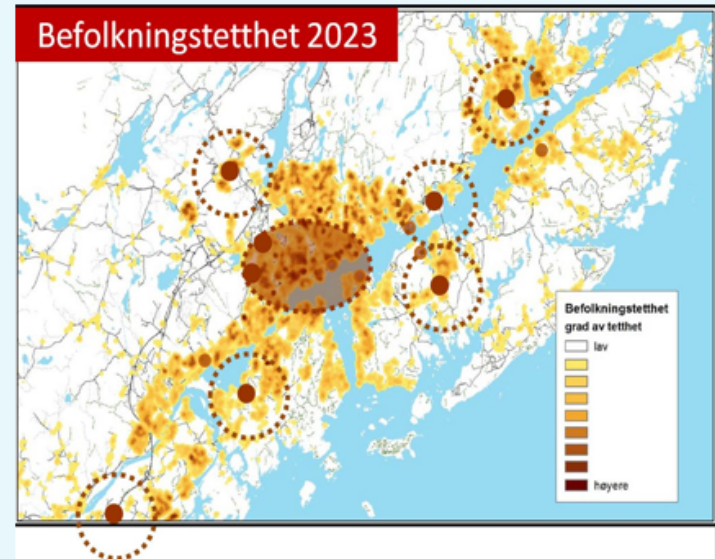 Befolkningstetthet 2023
Befolkningstetthet
grad av tetthet
lav
høyere